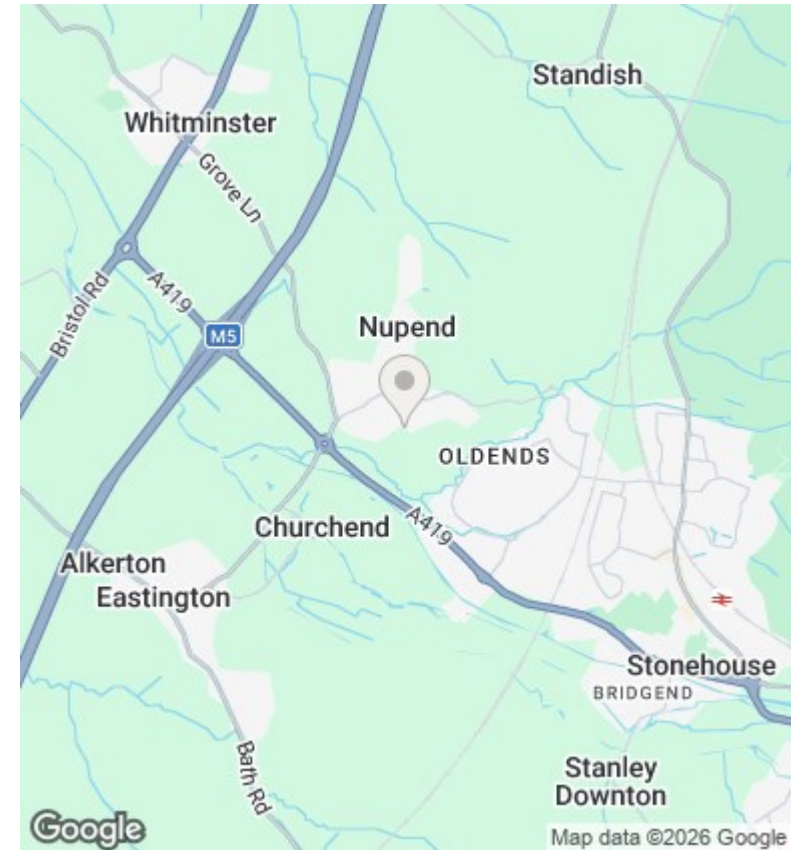 Standish
Whitminster
Grove Ln
A419
Bristol Rd
M5
Nupend
OLDENDS
A419
Churchend
Alkerton
Eastington
Stonehouse
BRIDGEND
Bath Rd
Stanley
Downton
Google
Map data ©2026 Google